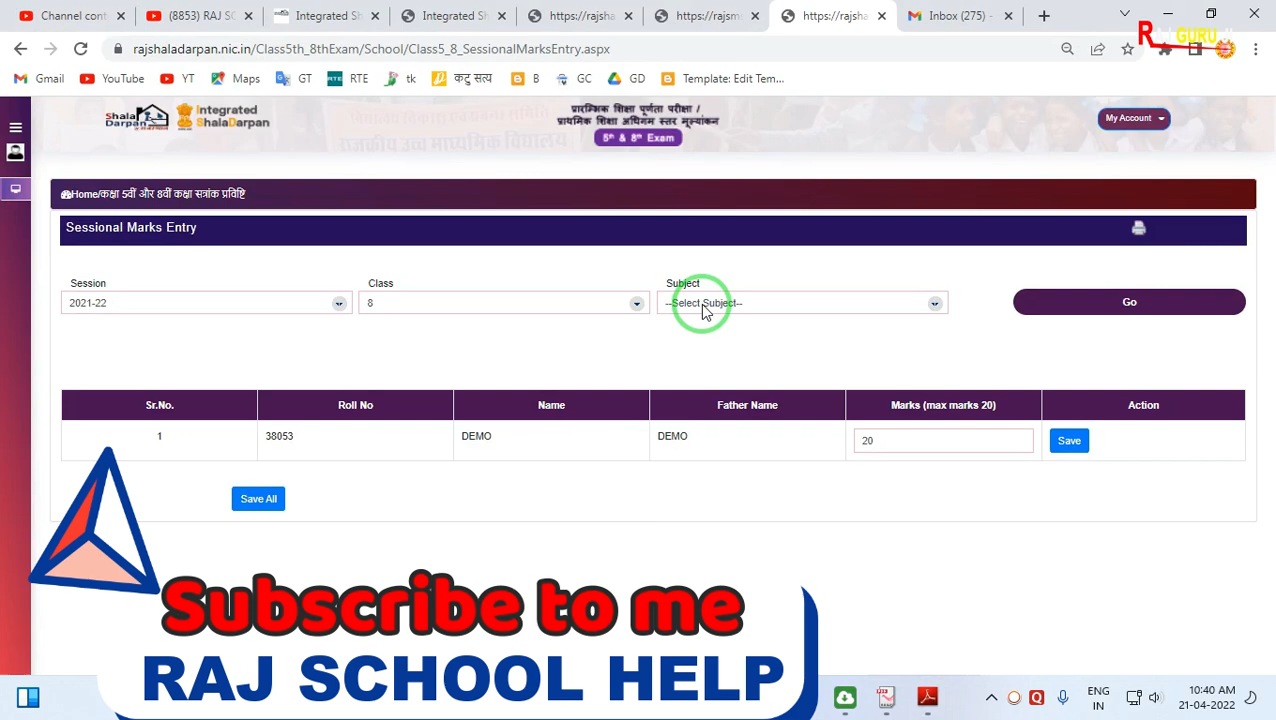 Channel conte
(8853) RAJ SC
Integrated Sh
Integrated Sh
https://rajsha
https://rajsm
https://rajsha
Inbox (275) -
R GURU
rajshaladarpan.nic.in/Class5th_8thExam/School/Class5_8_SessionalMarksEntry.aspx
Gmail
YouTube
YT
Maps
GT
RTE
tk
कटु सत्य
B
GC
GD
Template: Edit Tem...
Shala Darpan
Integrated ShalaDarpan
प्रारम्भिक शिक्षा पूर्णता परीक्षा /
प्राथमिक शिक्षा अधिगम स्तर मूल्यांकन
5th & 8th Exam
My Account
Home/कक्षा 5वीं और 8वीं कक्षा सत्रांक प्रविष्टि
Sessional Marks Entry
Session
Class
Subject
2021-22
8
--Select Subject--
Go
Sr.No.
Roll No
Name
Father Name
Marks (max marks 20)
Action
1
38053
DEMO
DEMO
20
Save
Save All
Subscribe to me
RAJ SCHOOL HELP
ENG
IN
10:40 AM
21-04-2022